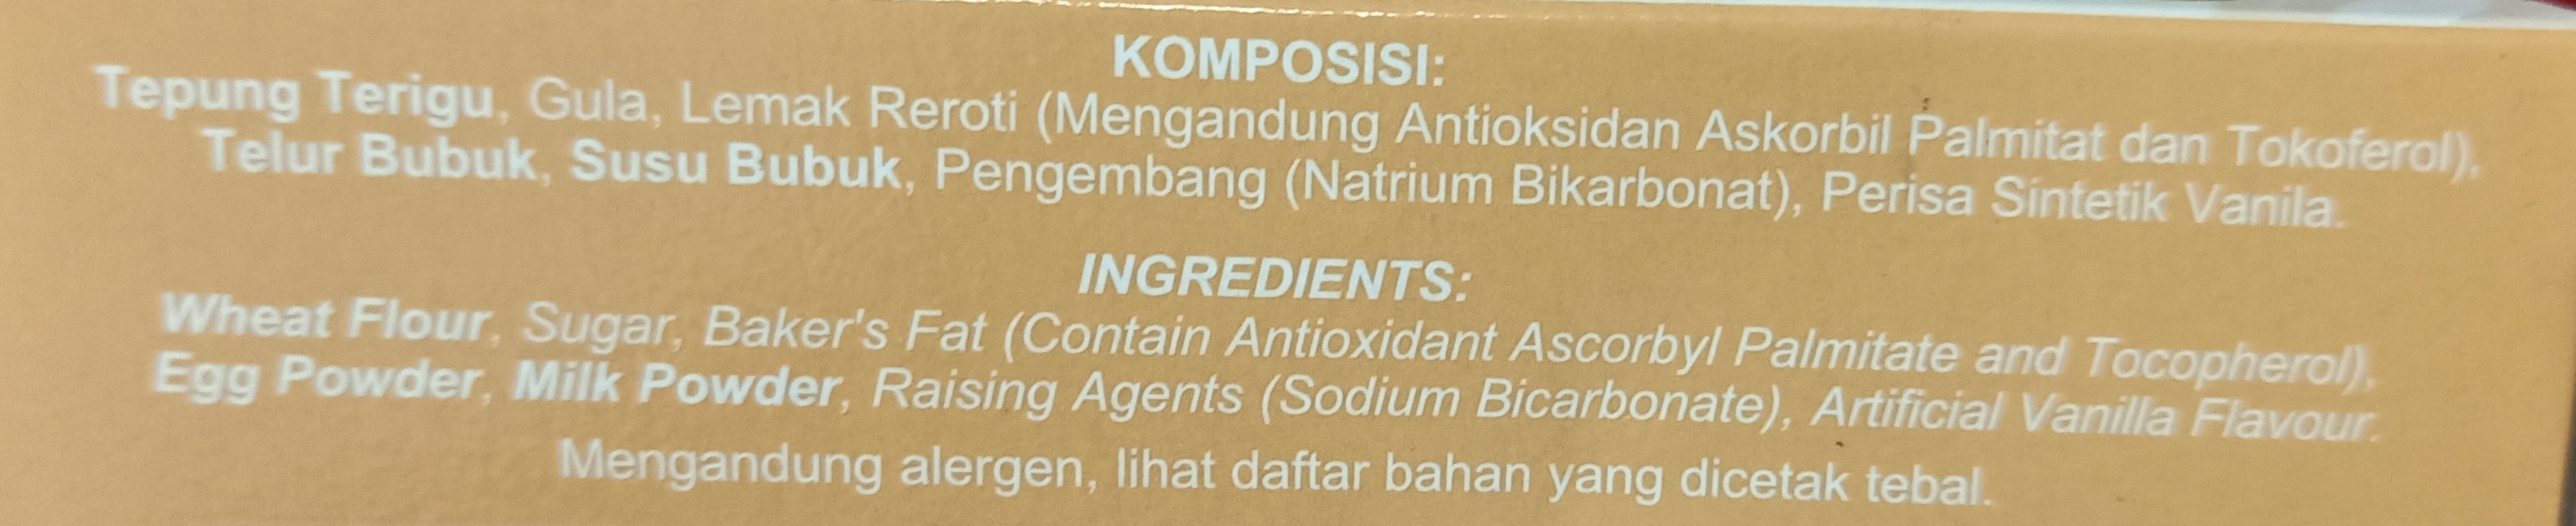 KOMPOSISI:
Tepung Terigu, Gula, Lemak Reroti (Mengandung Antioksidan Askorbil Palmitat dan Tokoferol),
Telur Bubuk, Susu Bubuk, Pengembang (Natrium Bikarbonat), Perisa Sintetik Vanila.
INGREDIENTS:
Wheat Flour, Sugar, Baker's Fat (Contain Antioxidant Ascorbyl Palmitate and Tocopherol),
Egg Powder, Milk Powder, Raising Agents (Sodium Bicarbonate), Artificial Vanilla Flavour.
Mengandung alergen, lihat daftar bahan yang dicetak tebal.